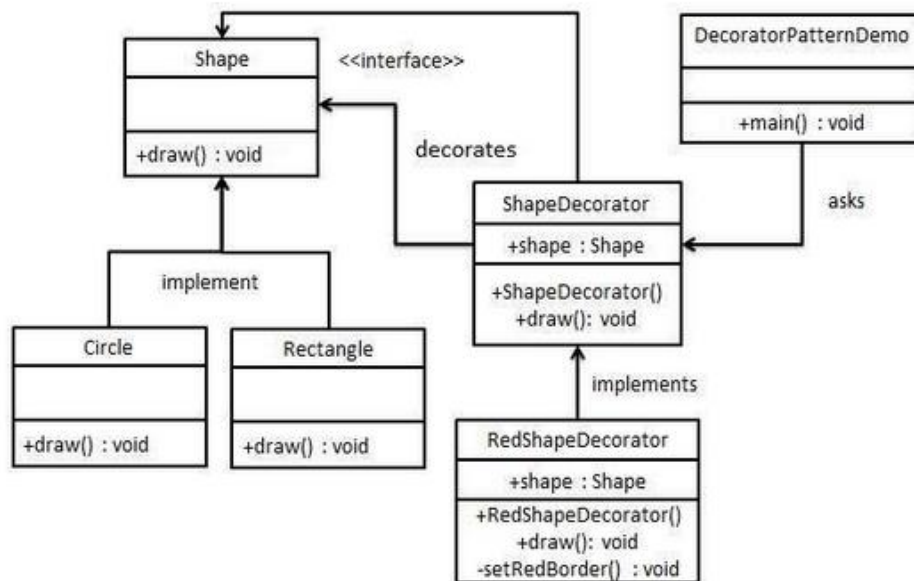 Shape
<<interface>>
+draw() : void
DecoratorPatternDemo
+main() : void
decorates
asks
ShapeDecorator
+shape : Shape
+ShapeDecorator()
+draw(): void
implement
Circle
+draw() : void
Rectangle
+draw() : void
implements
RedShapeDecorator
+shape : Shape
+RedShapeDecorator()
+draw(): void
-setRedBorder() : void